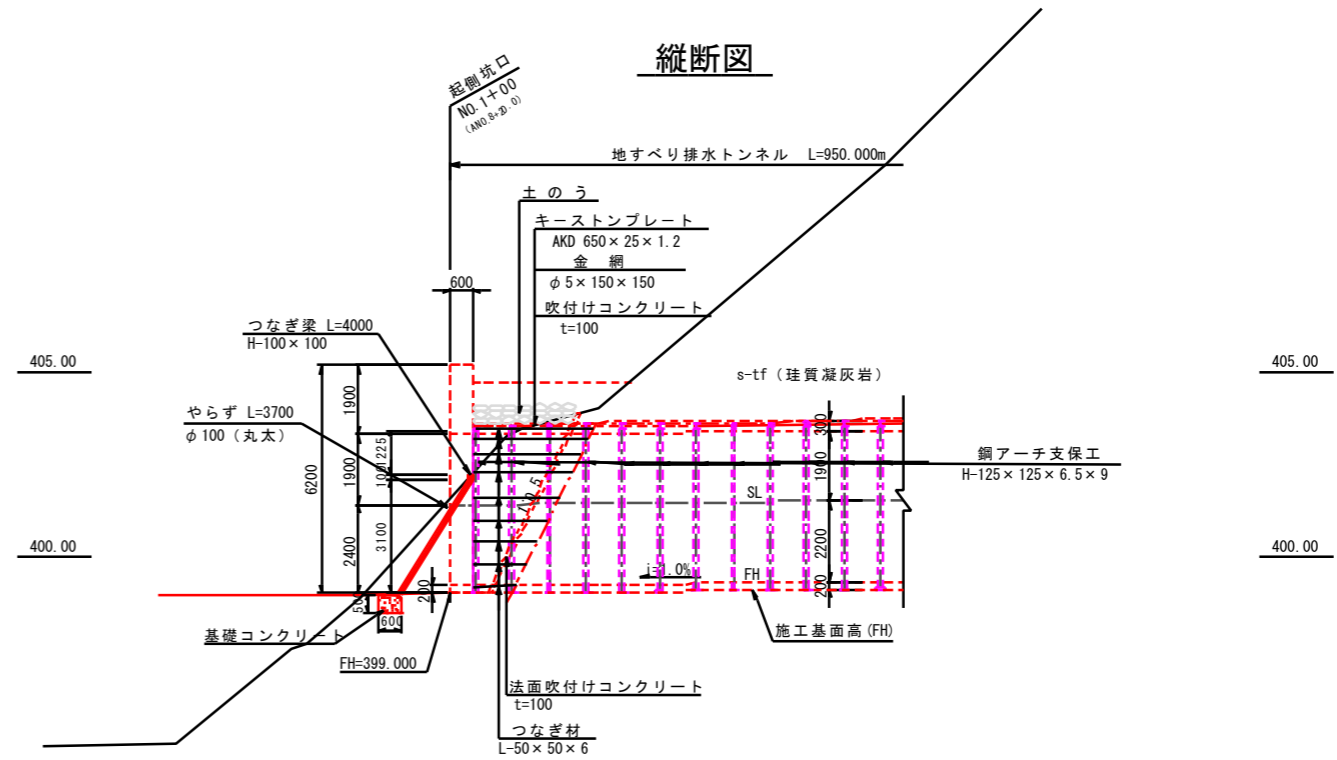 縦断図
起側坑口
NO.1+00
(ANO.8+20.0)
地すべり排水トンネル L=950.000m
土のう
キーストンプレート
AKD 650×25×1.2
金網
φ5×150×150
吹付けコンクリート
t=100
600
つなぎ梁 L=4000
H-100×100
405.00
405.00
s-tf（珪質凝灰岩）
やらず L=3700
φ100（丸太）
6200
1900
1900
2400
1225
100
3100
200
500
600
1:0.5
SL
300
1900
2200
200
鋼アーチ支保工
H-125×125×6.5×9
400.00
400.00
i=1.0%
FH
基礎コンクリート
FH=399.000
施工基面高(FH)
法面吹付けコンクリート
t=100
つなぎ材
L-50×50×6